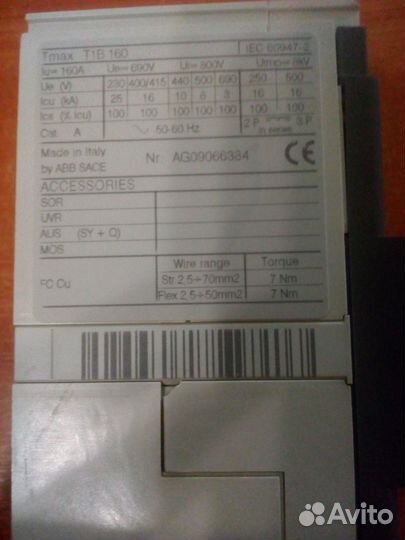 Tmax T1B 160 IEC 60947-2
Iu= 160A Ue= 690V Ui= 800V Uimp= 8kV
Ue (V) 230 400/415 440 500 690 250 500
Icu (kA) 25 16 10 8 3 16 16
Ics (% Icu) 100 100 100 100 100 100 100
Cat. A 50-60 Hz 2 P in series 3 P
Made in Italy
by ABB SACE
Nr. AG09066384
CE
ACCESSORIES
SOR
UVR
AUS (SY + Q)
MOS
Wire range Torque
FC Cu Str 2,5÷70mm2 7 Nm
Flex 2,5÷50mm2 7 Nm
Avito